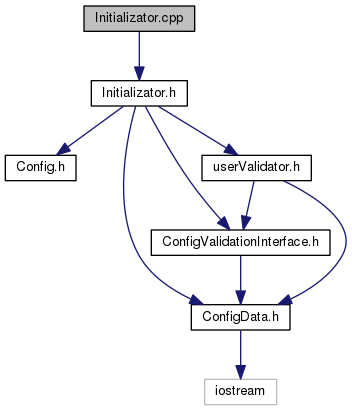 Initializator.cpp
Initializator.h
Config.h
userValidator.h
ConfigValidationInterface.h
ConfigData.h
iostream